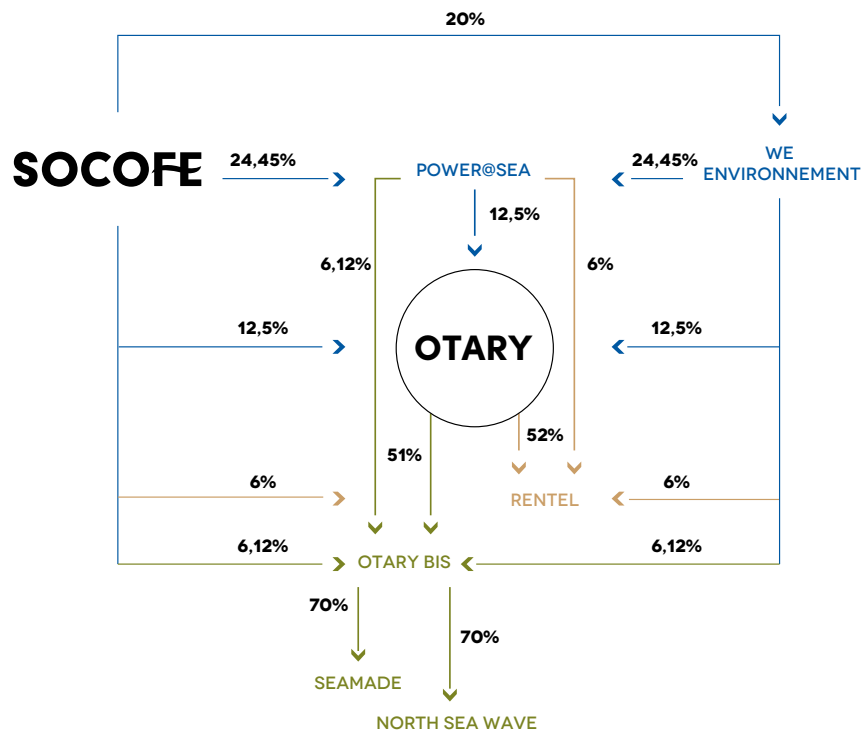 20%
SOCOFE
24,45%
POWER@SEA
24,45%
WE
ENVIRONNEMENT
12,5%
6,12%
6%
12,5%
OTARY
12,5%
51%
52%
6%
RENTEL
6%
6,12%
OTARY BIS
6,12%
70%
70%
SEAMADE
NORTH SEA WAVE